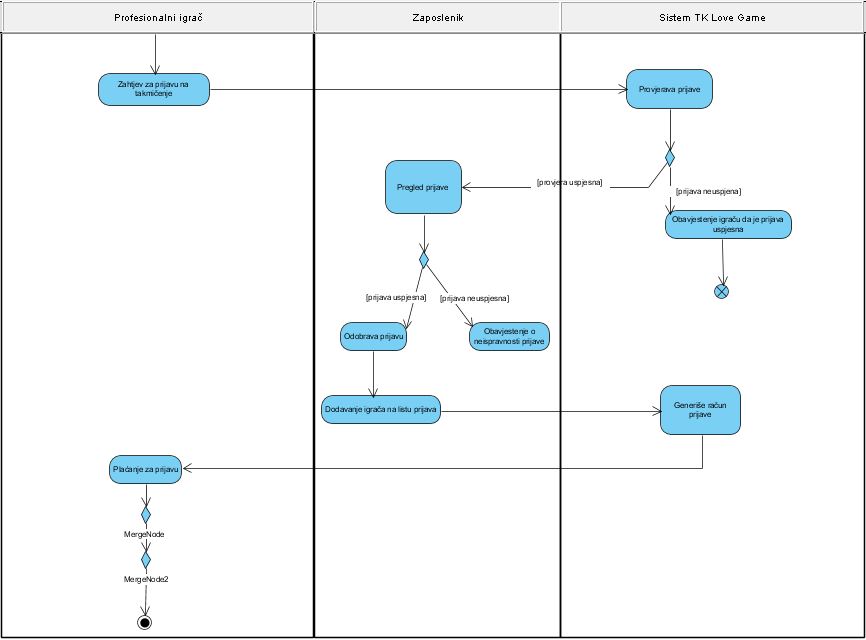 Profesionalni igrač
Zaposlenik
Sistem TK Love Game
Zahtjev za prijavu na
takmičenje
Provjerava prijave
[provjera uspjesna]
Pregled prijave
[prijava neuspjena]
Obavjestenje igraču da je prijava
uspjesna
[prijava uspjesna]
[prijava neuspjesna]
Odobrava prijavu
Obavjestenje o
neispravnosti prijave
Dodavanje igrača na listu prijava
Generiše račun
prijave
Plaćanje za prijavu
MergeNode
MergeNode2